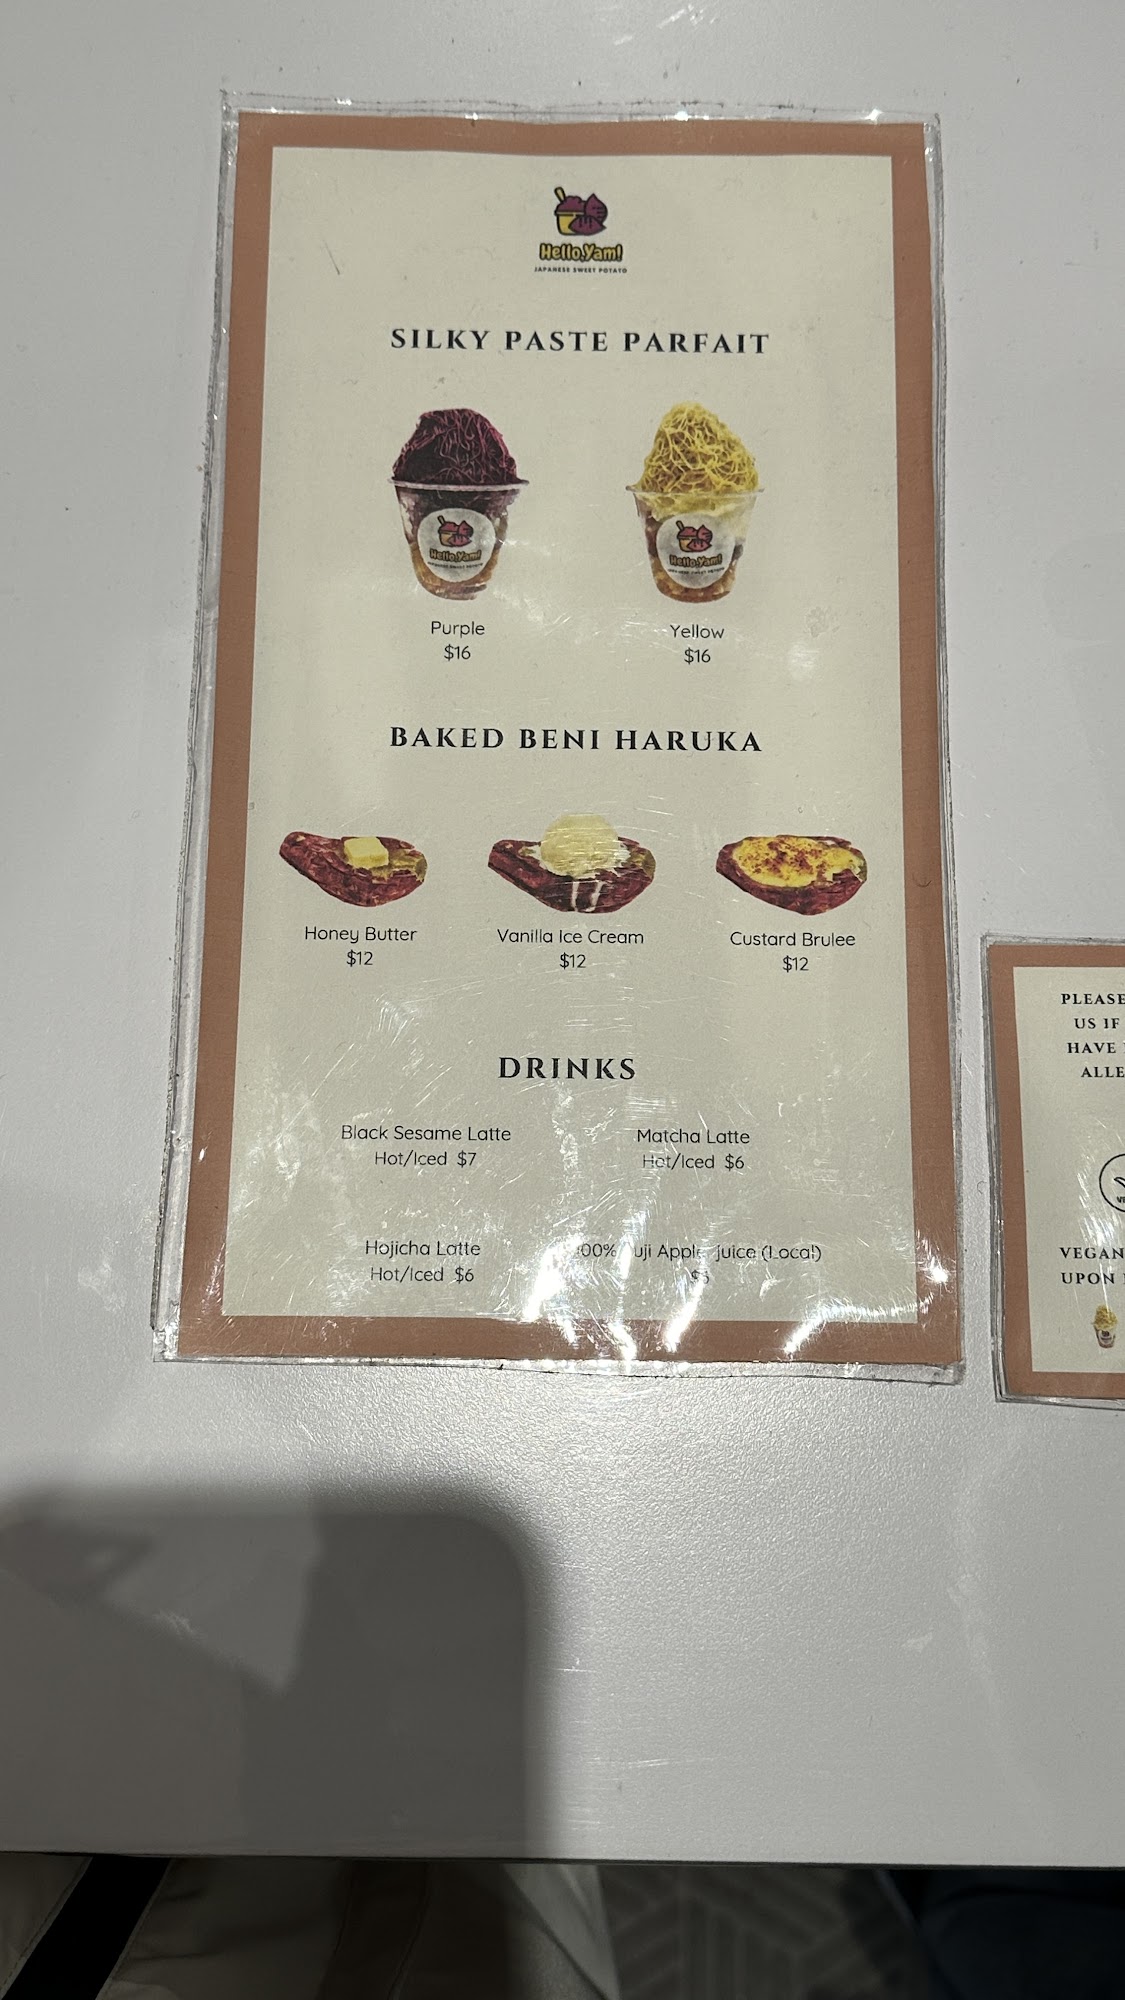 Hello,Yam!
JAPANESE SWEET POTATO
SILKY PASTE PARFAIT
Hello,Yam!
Hello,Yam!
Purple
$16
Yellow
$16
BAKED BENI HARUKA
Honey Butter
$12
Vanilla Ice Cream
$12
Custard Brulee
$12
DRINKS
Black Sesame Latte
Hot/Iced $7
Matcha Latte
Hot/Iced $6
Hojicha Latte
Hot/Iced $6
00% uji Apple juice (Local)
PLEASE
US IF
HAVE
ALLE
VEGAN
UPON